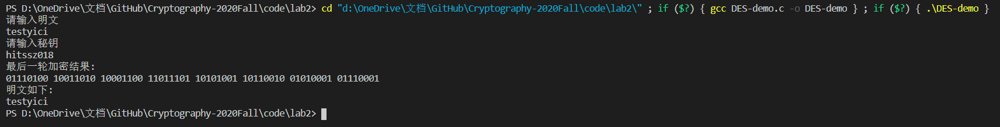 PS D:\OneDrive\文档\GitHub\Cryptography-2020Fall\code\lab2> cd "d:\OneDrive\文档\GitHub\Cryptography-2020Fall\code\lab2\" ; if ($?) { gcc DES-demo.c -o DES-demo } ; if ($?) { .\DES-demo }
请输入明文
testyici
请输入秘钥
hitssz018
最后一轮加密结果:
01110100 10011010 10001100 11011101 10101001 10110010 01010001 01110001
明文如下:
testyici
PS D:\OneDrive\文档\GitHub\Cryptography-2020Fall\code\lab2>